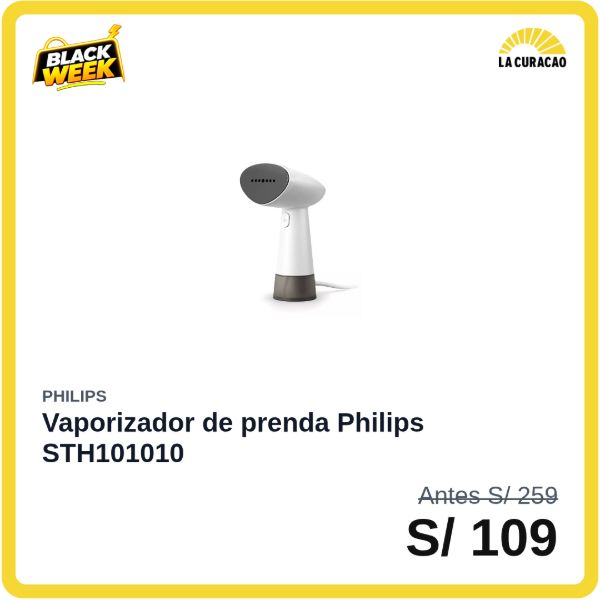 BLACK
WEEK
LA CURACAO
PHILIPS
Vaporizador de prenda Philips
STH101010
Antes S/ 259
S/ 109